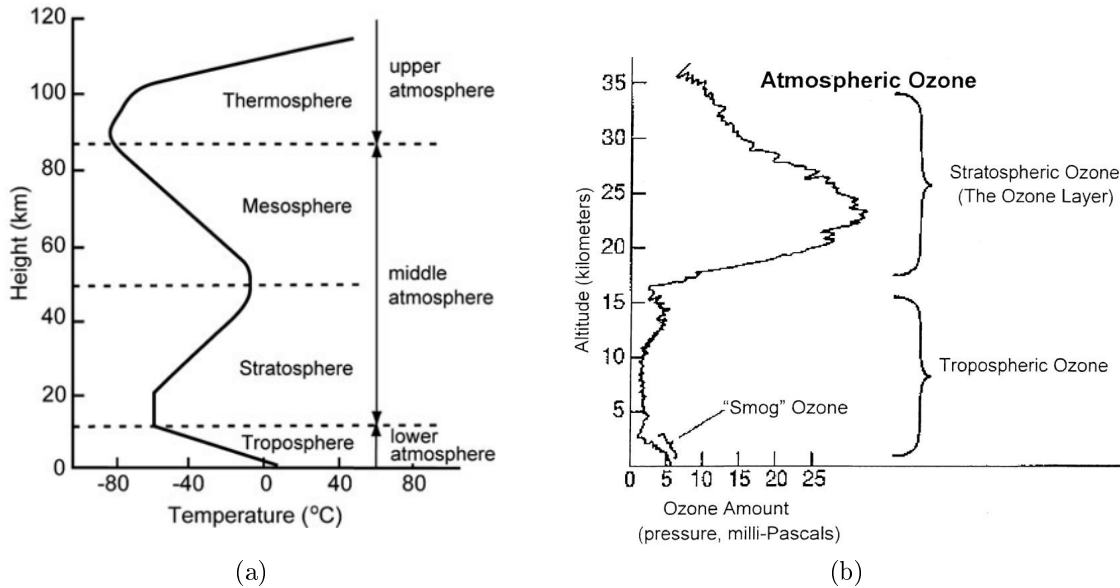 120
100
80
60
40
20
0
Height (km)
-80
-40
0
40
80
Temperature (°C)
Thermosphere
Mesosphere
Stratosphere
Troposphere
upper
atmosphere
middle
atmosphere
lower
atmosphere
(a)
Atmospheric Ozone
35
30
25
20
15
10
5
Altitude (kilometers)
Stratospheric Ozone
(The Ozone Layer)
Tropospheric Ozone
"Smog" Ozone
0
5
10
15
20
25
Ozone Amount
(pressure, milli-Pascals)
(b)